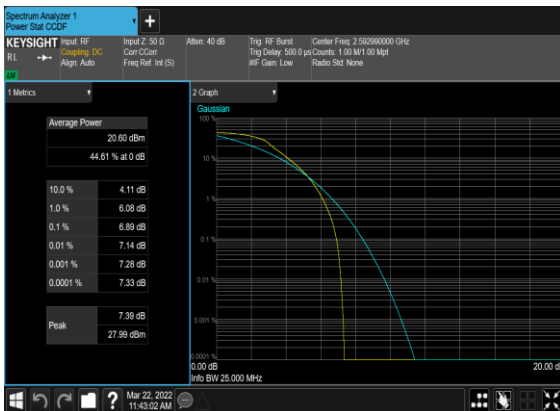 Spectrum Analyzer 1
Power Stat CCDF
KEYSIGHT
RL
LV
Input: RF
Coupling: DC
Align: Auto
Input Z: 50 Ω
Corr CCorr
Freq Ref: Int (S)
Atten: 40 dB
Trig: RF Burst
Trig Delay: 500.0 µs
#IF Gain: Low
Center Freq: 2.592990000 GHz
Counts: 1.00 M/1.00 Mpt
Radio Std: None
1 Metrics
Average Power
20.60 dBm
44.61 % at 0 dB
10.0 % 4.11 dB
1.0 % 6.08 dB
0.1 % 6.89 dB
0.01 % 7.14 dB
0.001 % 7.28 dB
0.0001 % 7.33 dB
Peak
7.39 dB
27.99 dBm
2 Graph
Gaussian
100 %
10 %
1 %
0.1 %
0.01 %
0.001 %
0.0001 %
0.00 dB
20.00 d
Info BW 25.000 MHz
?
Mar 22, 2022
11:43:02 AM